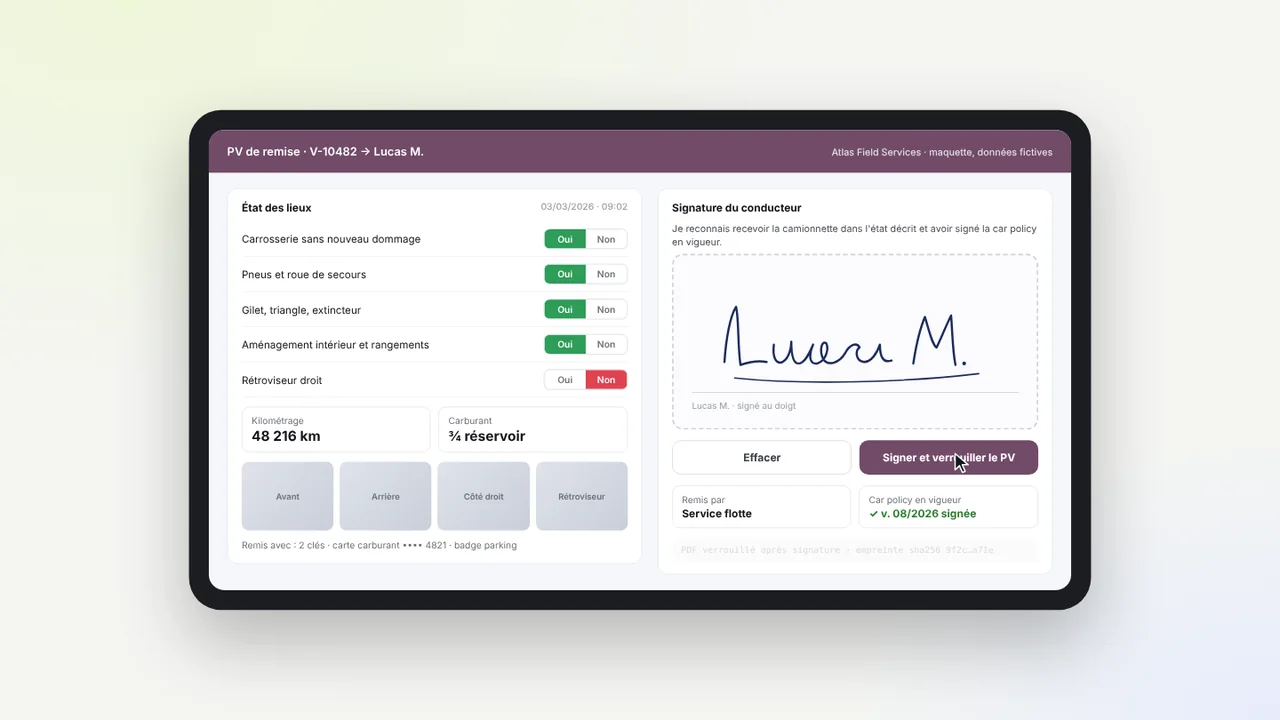 PV de remise · V-10482 → Lucas M.
Atlas Field Services · maquette, données fictives
État des lieux
03/03/2026 · 09:02
Carrosserie sans nouveau dommage
Oui
Non
Pneus et roue de secours
Oui
Non
Gilet, triangle, extincteur
Oui
Non
Aménagement intérieur et rangements
Oui
Non
Rétroviseur droit
Oui
Non
Kilométrage
48 216 km
Carburant
¾ réservoir
Avant
Arrière
Côté droit
Rétroviseur
Remis avec : 2 clés · carte carburant •••• 4821 · badge parking
Signature du conducteur
Je reconnais recevoir la camionnette dans l'état décrit et avoir signé la car policy
en vigueur.
Lucas M.
Lucas M. · signé au doigt
Effacer
Signer et verrouiller le PV
Remis par
Service flotte
Car policy en vigueur
✓ v. 08/2026 signée
PDF verrouillé après signature · empreinte sha256 9f2c…a71e